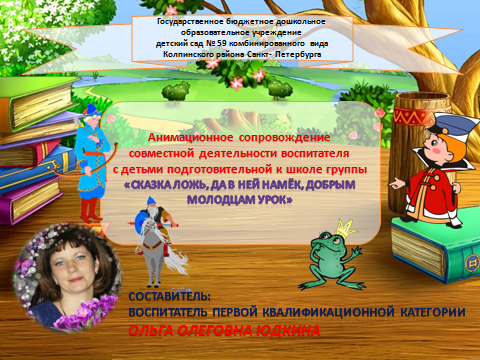 Государственное бюджетное дошкольное
образовательное учреждение
детский сад № 59 комбинированного вида
Колпинского района Санкт- Петербурга
Анимационное сопровождение
совместной деятельности воспитателя
с детьми подготовительной к школе группы
«СКАЗКА ЛОЖЬ, ДА В НЕЙ НАМЁК, ДОБРЫМ
МОЛОДЦАМ УРОК»
СОСТАВИТЕЛЬ:
ВОСПИТАТЕЛЬ ПЕРВОЙ КВАЛИФИКАЦИОННОЙ КАТЕГОРИИ
ОЛЬГА ОЛЕГОВНА ЮДКИНА